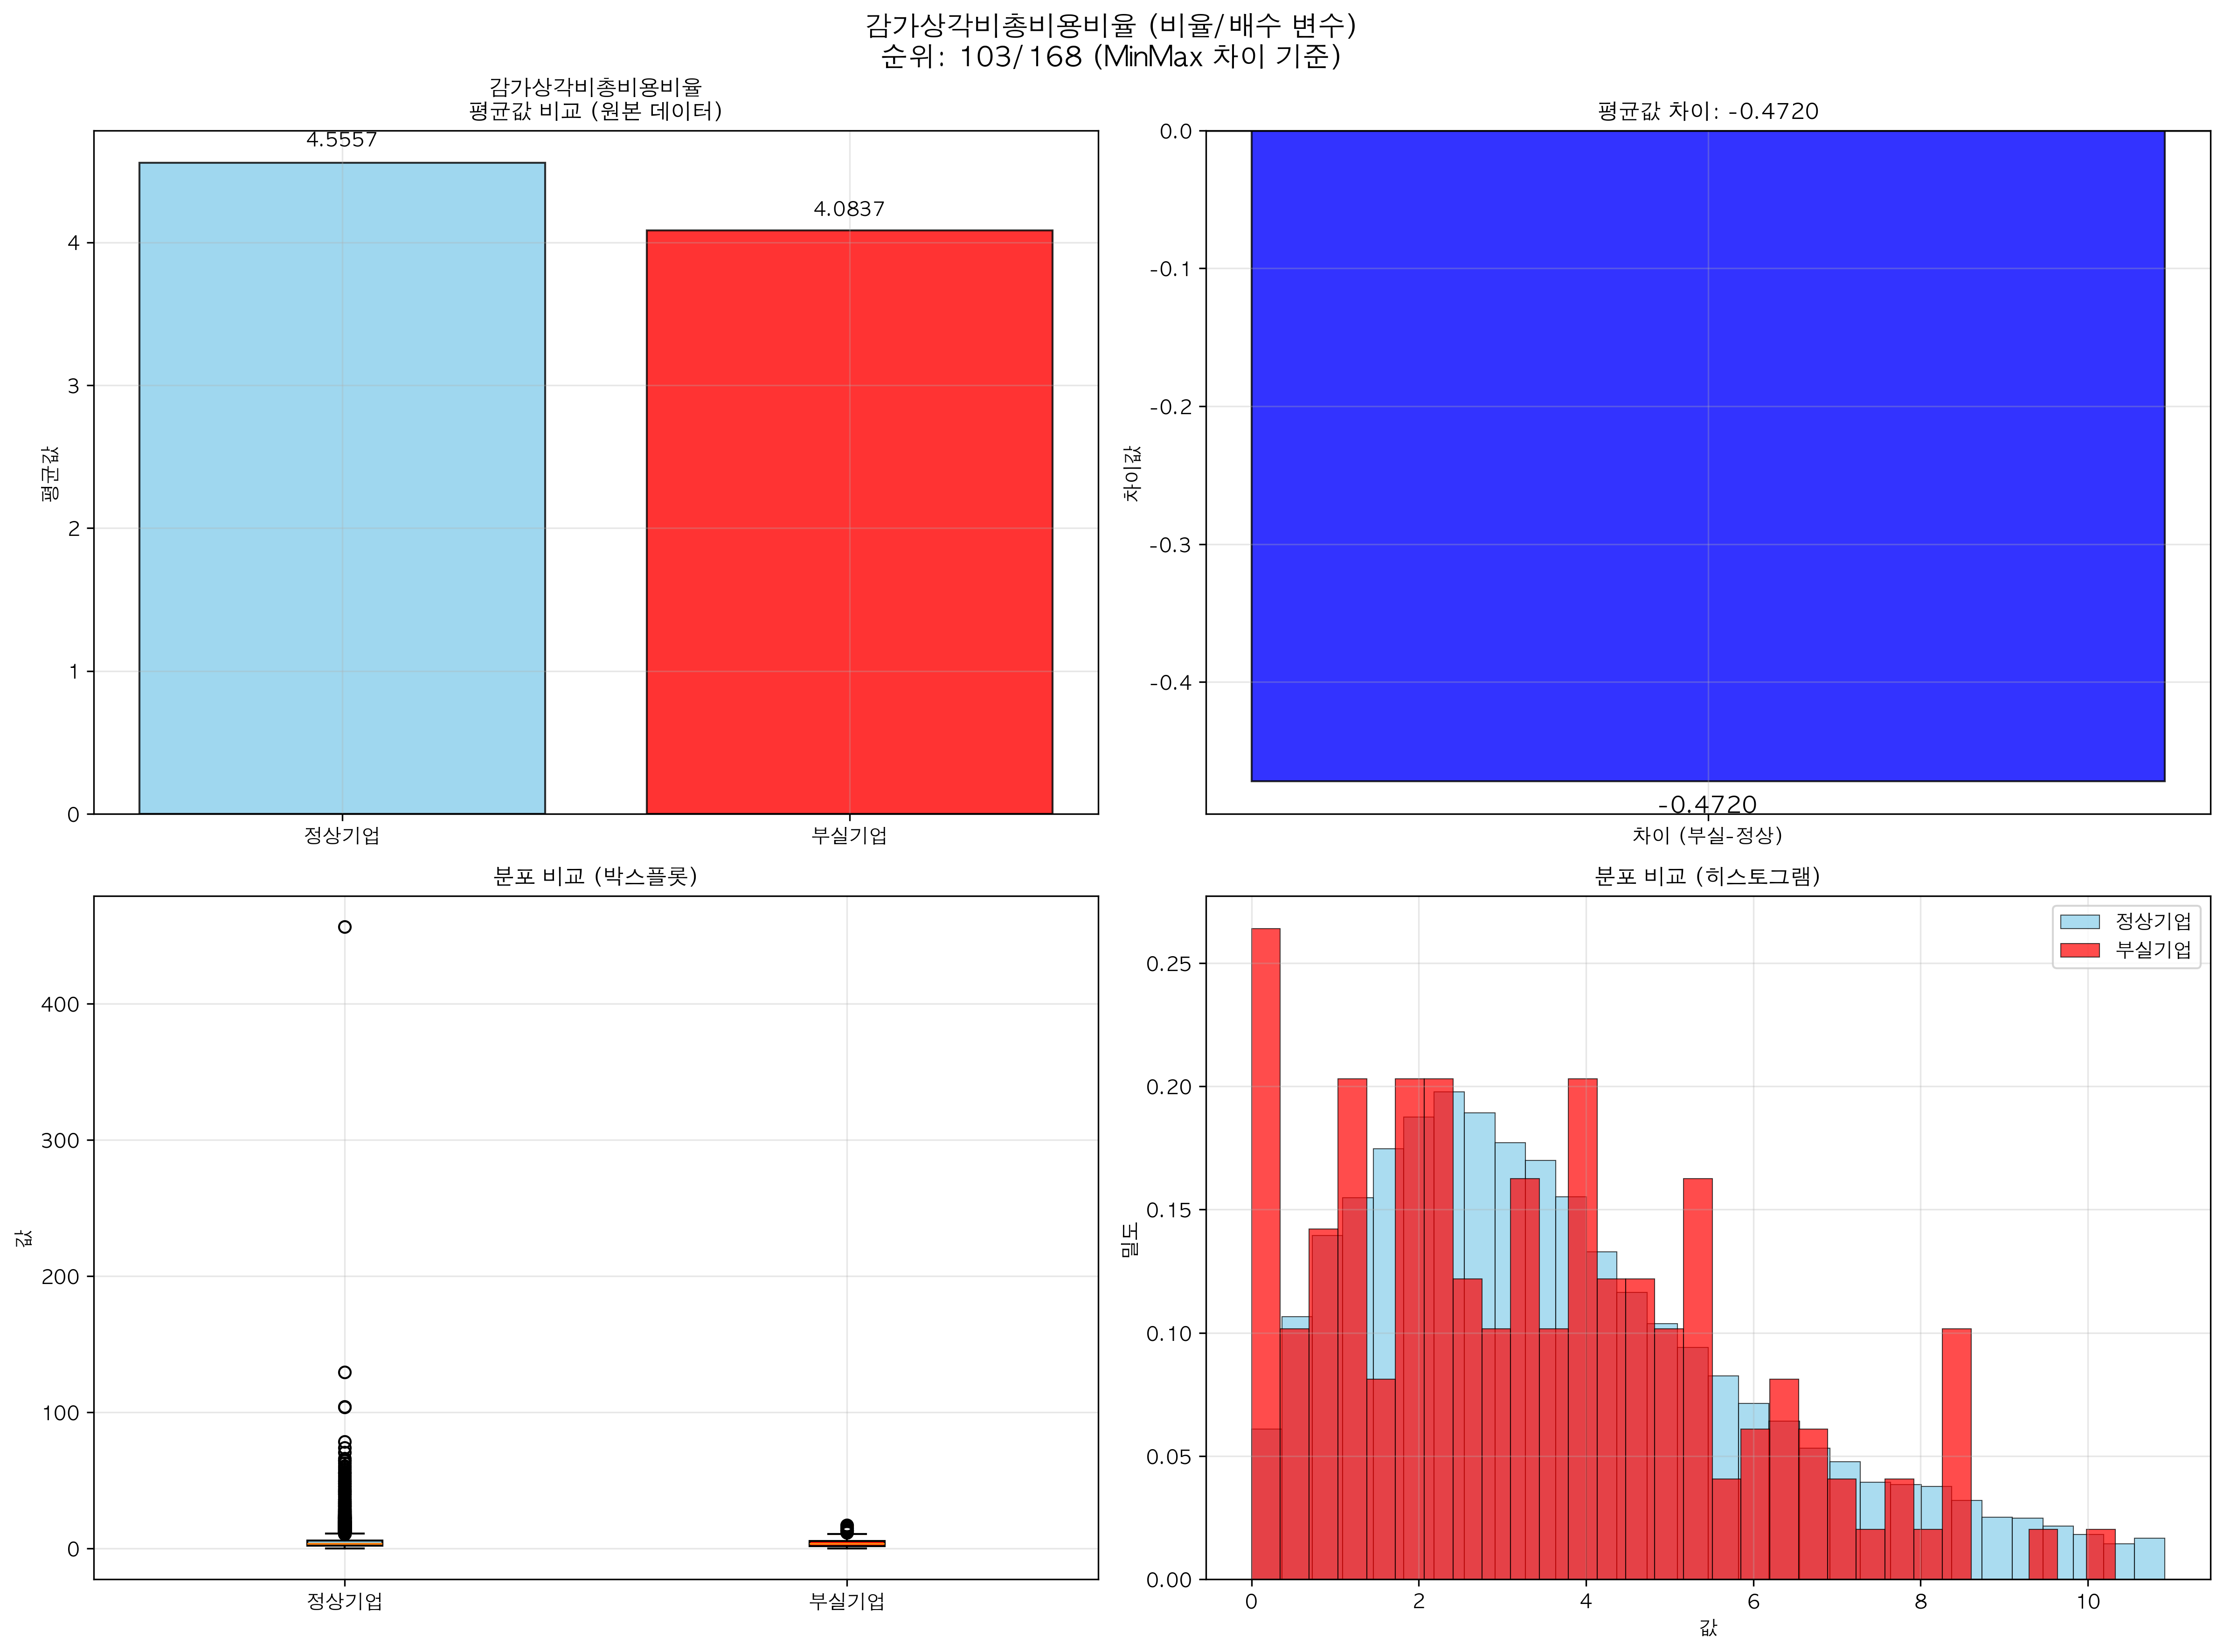 감가상각비총비용비율 (비율/배수 변수)
순위: 103/168 (MinMax 차이 기준)
감가상각비총비용비율
평균값 비교 (원본 데이터)
4.5557
4.0837
평균값
4
3
2
1
0
정상기업
부실기업
평균값 차이: -0.4720
차이값
0.0
-0.1
-0.2
-0.3
-0.4
-0.4720
차이 (부실-정상)
분포 비교 (박스플롯)
값
400
300
200
100
0
정상기업
부실기업
분포 비교 (히스토그램)
정상기업
부실기업
밀도
0.25
0.20
0.15
0.10
0.05
0.00
0 2 4 6 8 10
값